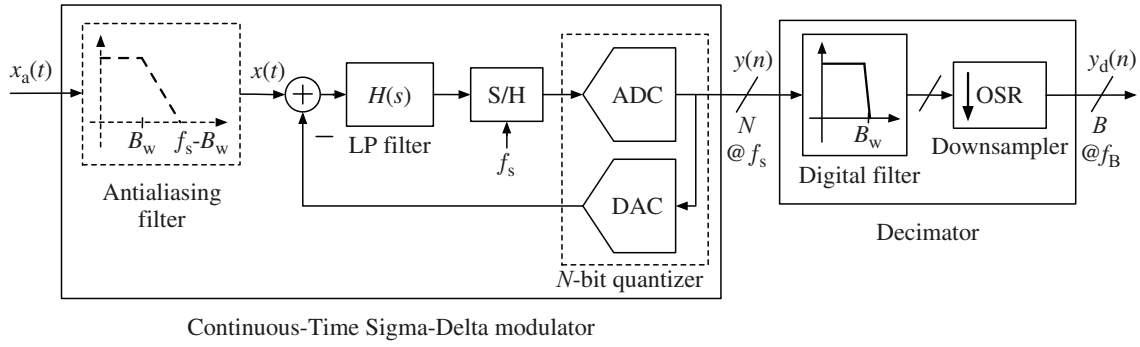 x_a(t)
B_w
f_s-B_w
Antialiasing
filter
x(t)
+
−
H(s)
LP filter
S/H
f_s
ADC
DAC
N-bit quantizer
y(n)
N
@f_s
B_w
Digital filter
OSR
Downsampler
y_d(n)
B
@f_B
Decimator
Continuous-Time Sigma-Delta modulator